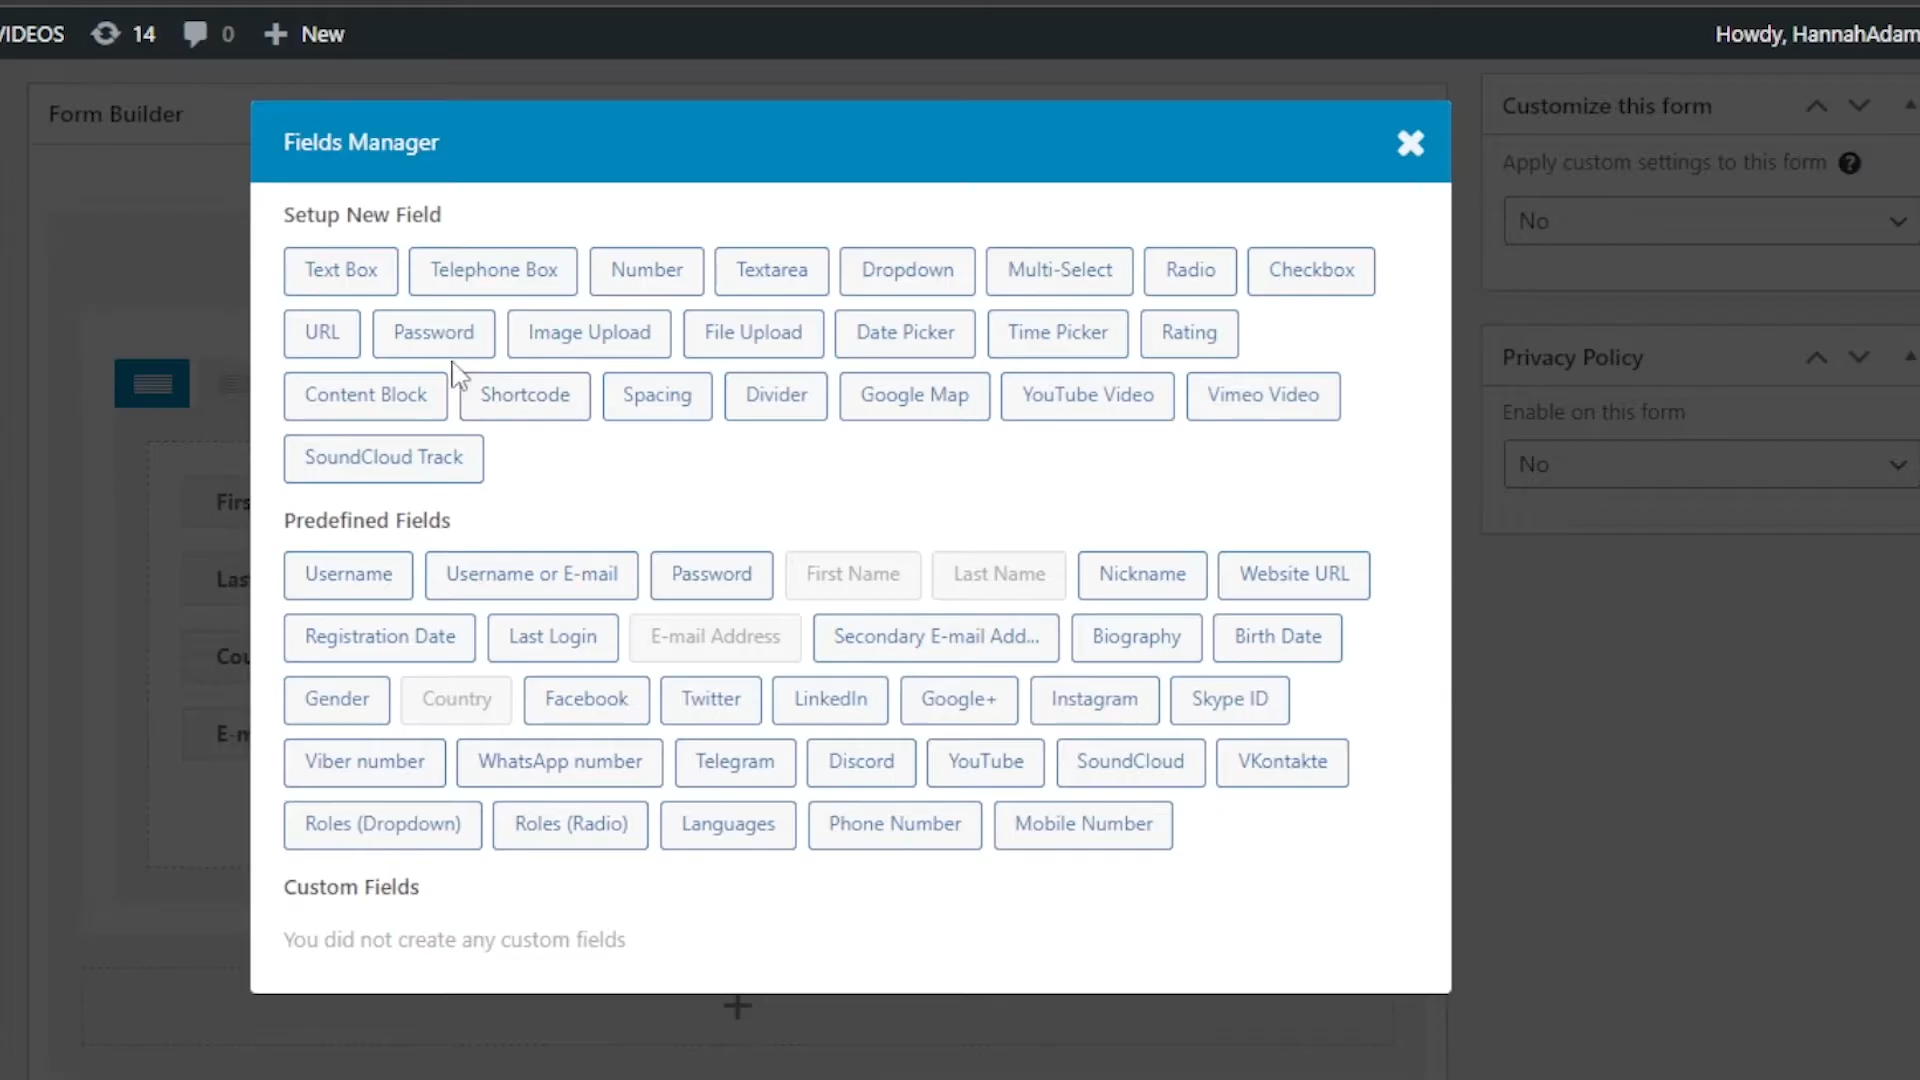 VIDEOS 14 0 New Howdy, HannahAdam
Form Builder
Customize this form
Fields Manager
Apply custom settings to this form ?
No
Setup New Field
Text Box Telephone Box Number Textarea Dropdown Multi-Select Radio Checkbox
URL Password Image Upload File Upload Date Picker Time Picker Rating
Content Block Shortcode Spacing Divider Google Map YouTube Video Vimeo Video
SoundCloud Track
Privacy Policy
Enable on this form
No
Firs
Las
Cou
E-m
Predefined Fields
Username Username or E-mail Password First Name Last Name Nickname Website URL
Registration Date Last Login E-mail Address Secondary E-mail Add... Biography Birth Date
Gender Country Facebook Twitter LinkedIn Google+ Instagram Skype ID
Viber number WhatsApp number Telegram Discord YouTube SoundCloud VKontakte
Roles (Dropdown) Roles (Radio) Languages Phone Number Mobile Number
Custom Fields
You did not create any custom fields